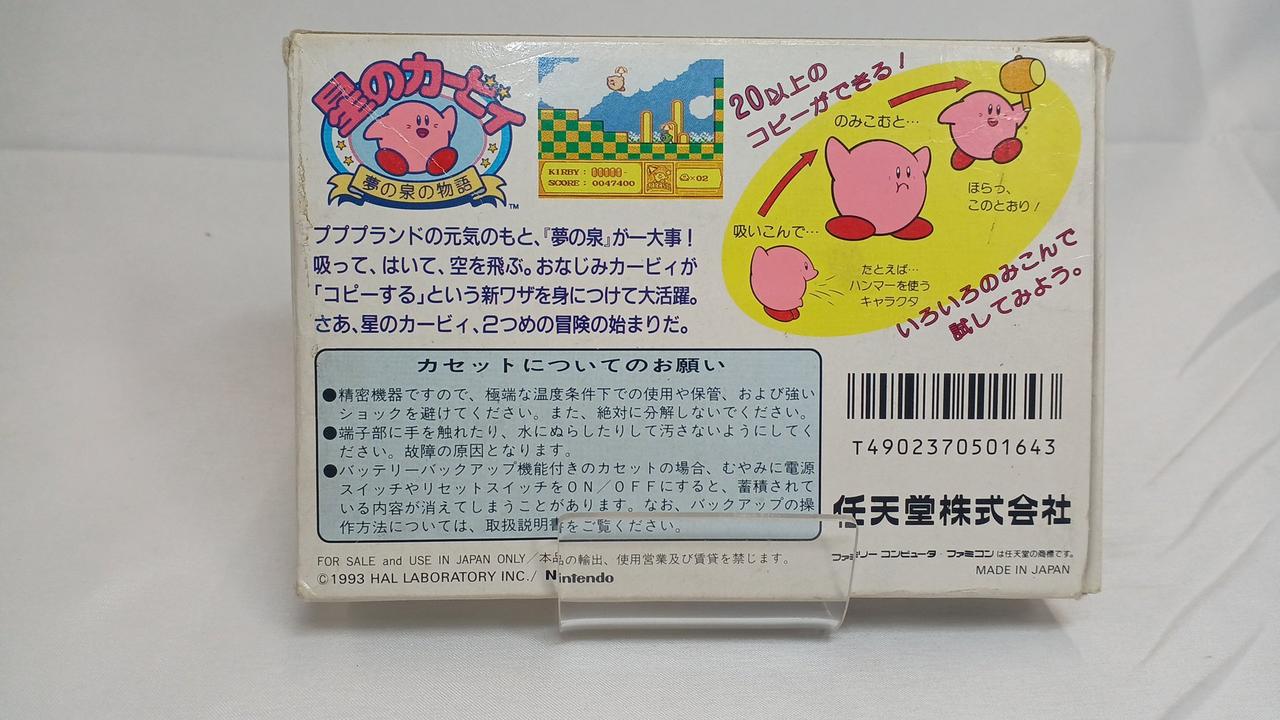 星のカービィ
夢の泉の物語
TM
KIRBY :
SCORE: 0047400
×02
20以上の
コピーができる!
のみこむと…
ほらっ、
このとおり!
吸いこんで…
たとえば…
ハンマーを使う
キャラクタ
いろいろのみこんで
試してみよう。
プププランドの元気のもと、『夢の泉』が一大事!
吸って、はいて、空を飛ぶ。おなじみカービィが
「コピーする」という新ワザを身につけて大活躍。
さあ、星のカービィ、2つめの冒険の始まりだ。
カセットについてのお願い
●精密機器ですので、極端な温度条件下での使用や保管、および強い
ショックを避けてください。また、絶対に分解しないでください。
●端子部に手を触れたり、水にぬらしたりして汚さないようにしてく
ださい。故障の原因となります。
●バッテリーバックアップ機能付きのカセットの場合、むやみに電源
スイッチやリセットスイッチをON/OFFにすると、蓄積されて
いる内容が消えてしまうことがあります。なお、バックアップの操
作方法については、取扱説明書をご覧ください。
T4902370501643
任天堂株式会社
ファミリーコンピュータ・ファミコンは任天堂の商標です。
MADE IN JAPAN
FOR SALE and USE IN JAPAN ONLY/本品の輸出、使用営業及び賃貸を禁じます。
©1993 HAL LABORATORY INC./ Nintendo